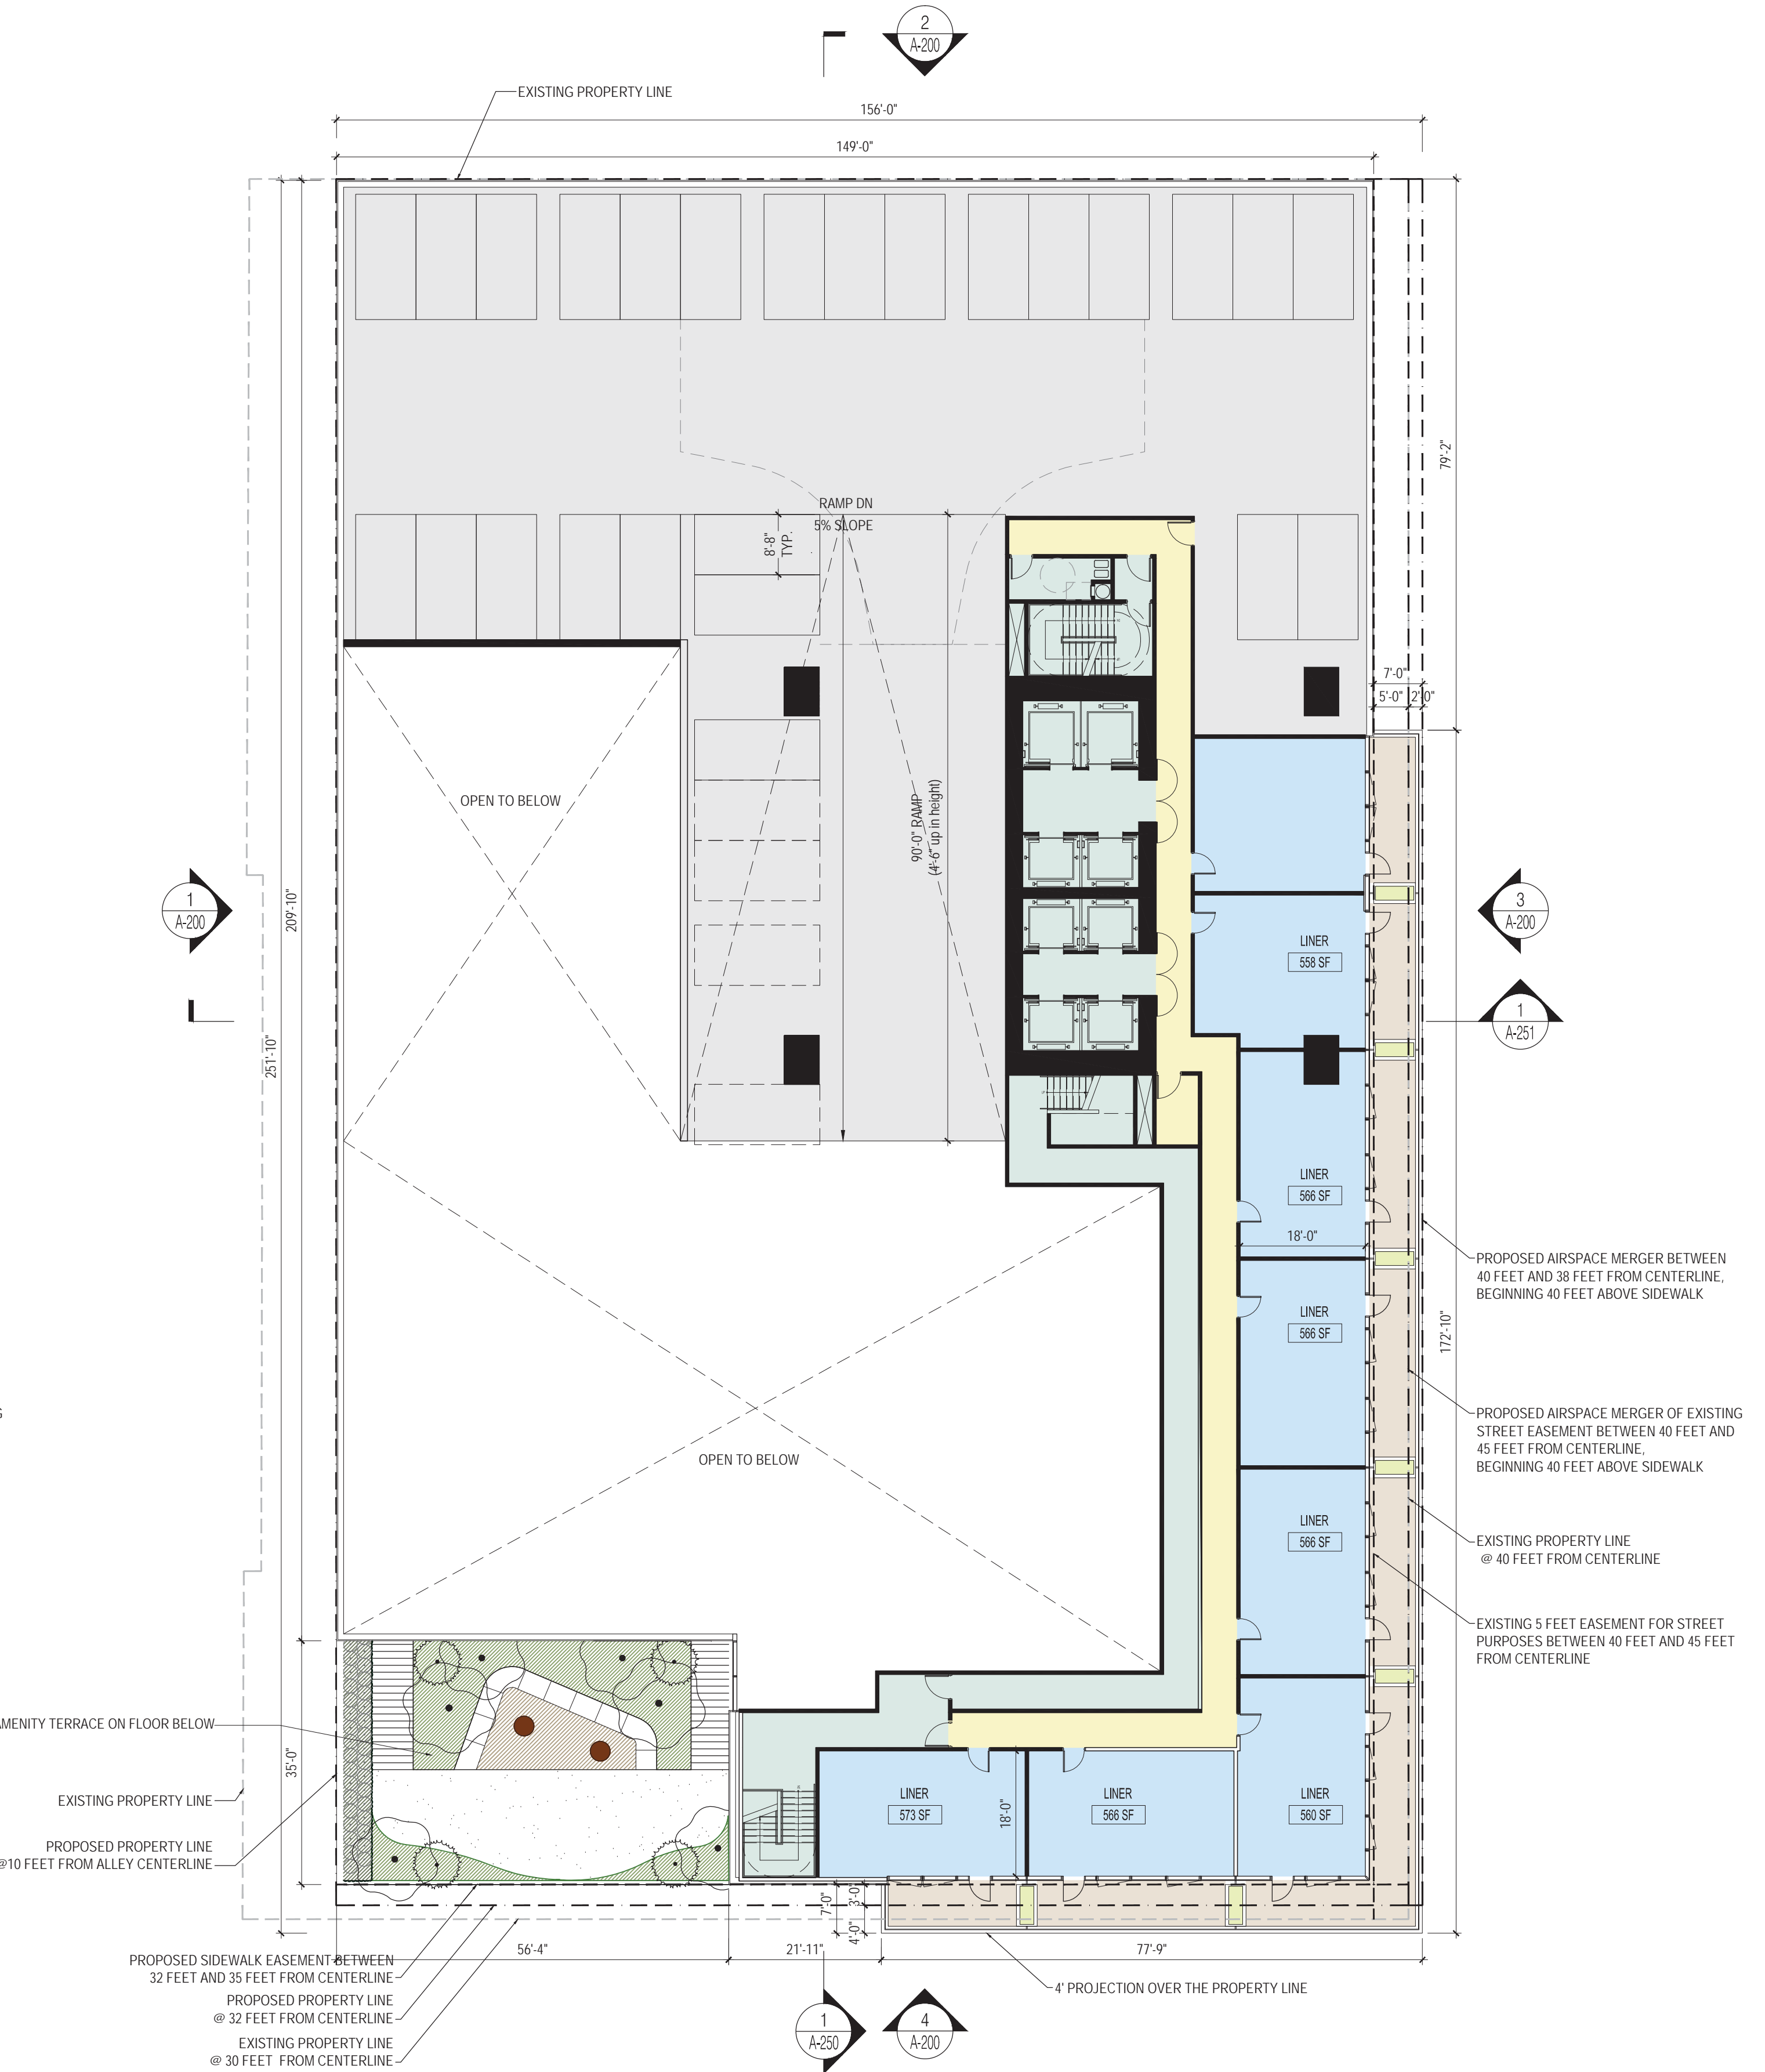 2
A-200
EXISTING PROPERTY LINE
156'-0"
149'-0"
79'-2"
RAMP DN
5% SLOPE
8'-8"
TYP.
7'-0"
5'-0"
2'-0"
OPEN TO BELOW
90'-0" RAMP
(4'-6" up in height)
209'-10"
251'-10"
1
A-200
3
A-200
LINER
558 SF
1
A-251
LINER
566 SF
18'-0"
PROPOSED AIRSPACE MERGER BETWEEN
40 FEET AND 38 FEET FROM CENTERLINE,
BEGINNING 40 FEET ABOVE SIDEWALK
LINER
566 SF
172'-10"
PROPOSED AIRSPACE MERGER OF EXISTING
STREET EASEMENT BETWEEN 40 FEET AND
45 FEET FROM CENTERLINE,
BEGINNING 40 FEET ABOVE SIDEWALK
OPEN TO BELOW
LINER
566 SF
EXISTING PROPERTY LINE
@ 40 FEET FROM CENTERLINE
EXISTING 5 FEET EASEMENT FOR STREET
PURPOSES BETWEEN 40 FEET AND 45 FEET
FROM CENTERLINE
AMENITY TERRACE ON FLOOR BELOW
35'-0"
EXISTING PROPERTY LINE
LINER
573 SF
18'-0"
LINER
566 SF
LINER
560 SF
PROPOSED PROPERTY LINE
@10 FEET FROM ALLEY CENTERLINE
7'-0"
3'-0"
4'-0"
56'-4"
21'-11"
77'-9"
PROPOSED SIDEWALK EASEMENT BETWEEN
32 FEET AND 35 FEET FROM CENTERLINE
4' PROJECTION OVER THE PROPERTY LINE
PROPOSED PROPERTY LINE
@ 32 FEET FROM CENTERLINE
EXISTING PROPERTY LINE
@ 30 FEET FROM CENTERLINE
1
A-250
4
A-200